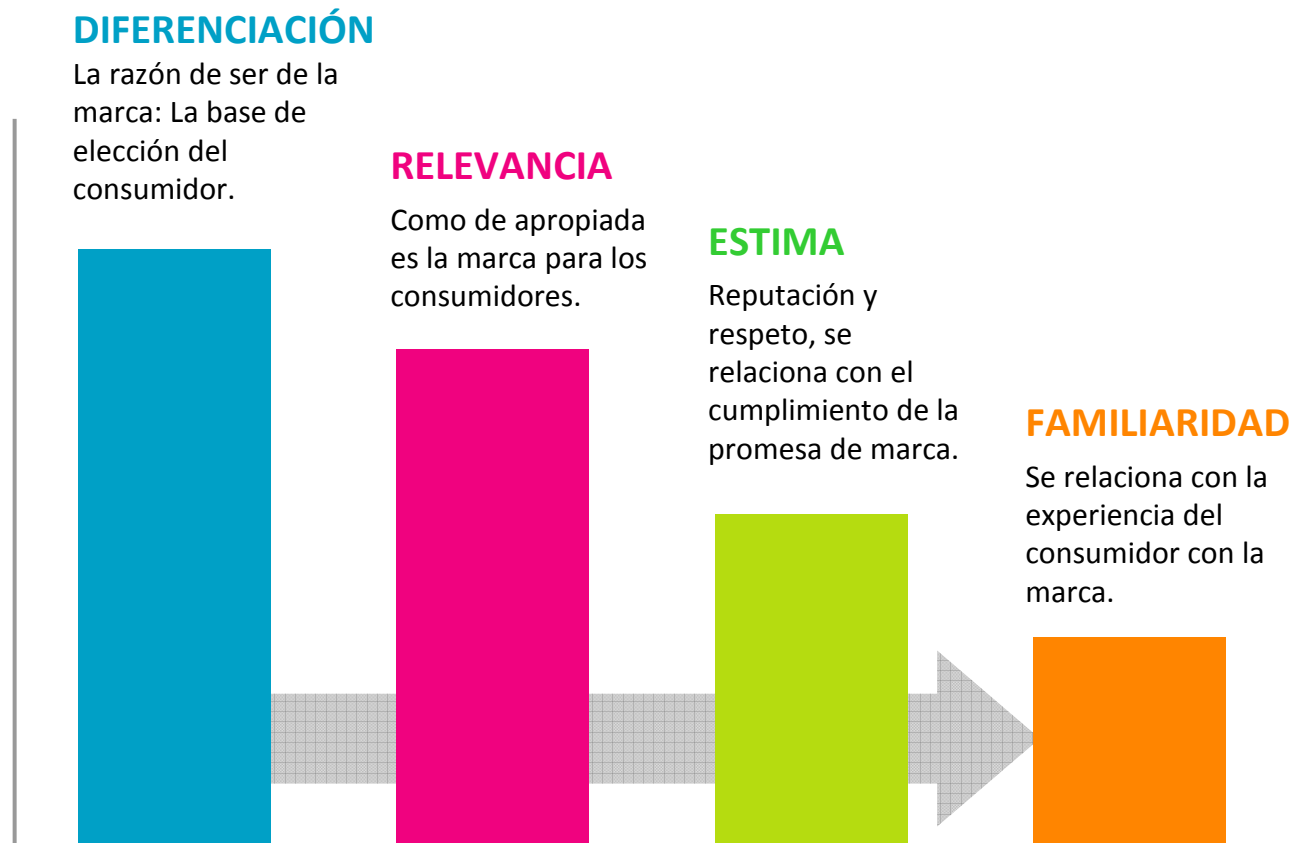 DIFERENCIACIÓN
La razón de ser de la
marca: La base de
elección del
consumidor.
RELEVANCIA
Como de apropiada
es la marca para los
consumidores.
ESTIMA
Reputación y
respeto, se
relaciona con el
cumplimiento de la
promesa de marca.
FAMILIARIDAD
Se relaciona con la
experiencia del
consumidor con la
marca.